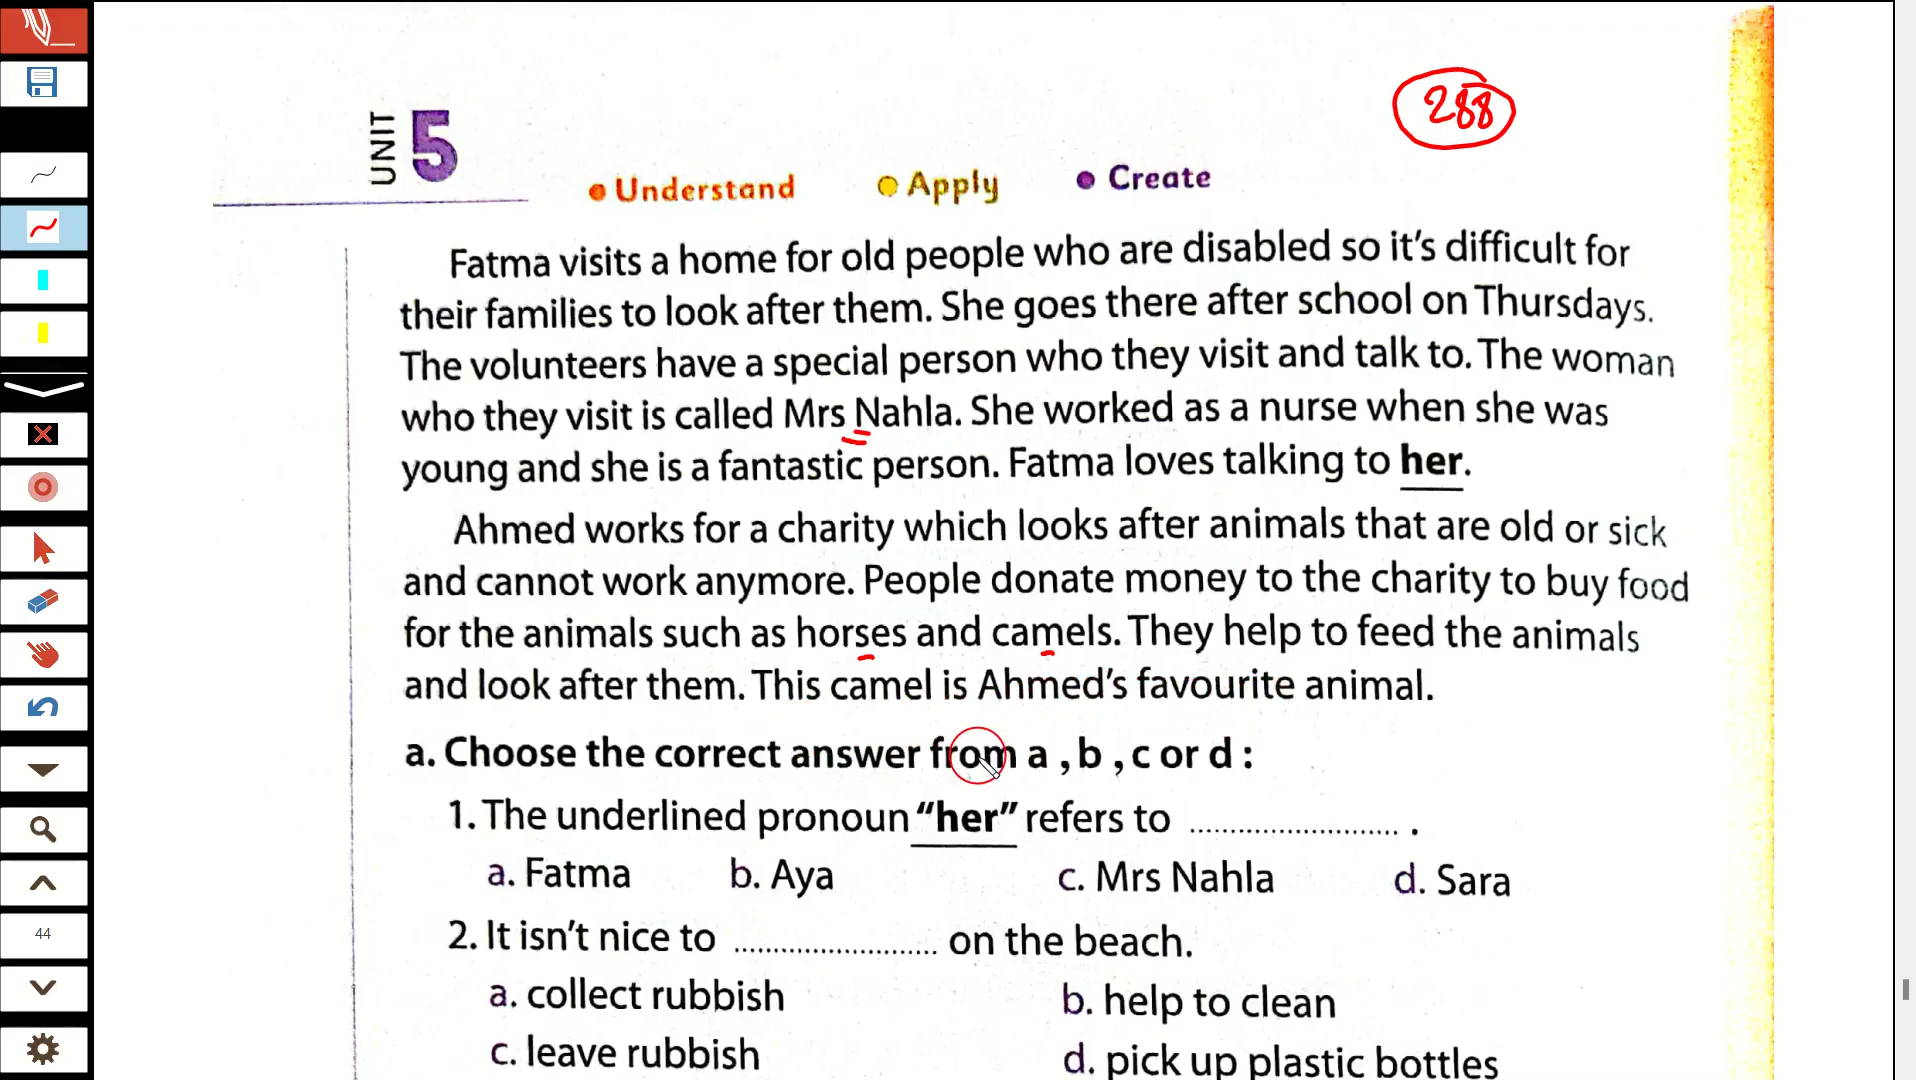 288
UNIT 5
• Understand • Apply • Create
Fatma visits a home for old people who are disabled so it's difficult for
their families to look after them. She goes there after school on Thursdays.
The volunteers have a special person who they visit and talk to. The woman
who they visit is called Mrs Nahla. She worked as a nurse when she was
young and she is a fantastic person. Fatma loves talking to her.
Ahmed works for a charity which looks after animals that are old or sick
and cannot work anymore. People donate money to the charity to buy food
for the animals such as horses and camels. They help to feed the animals
and look after them. This camel is Ahmed's favourite animal.
a. Choose the correct answer from a , b , c or d :
1. The underlined pronoun "her" refers to .......................... .
a. Fatma b. Aya c. Mrs Nahla d. Sara
2. It isn't nice to .......................... on the beach.
a. collect rubbish b. help to clean
c. leave rubbish d. pick up plastic bottles
44